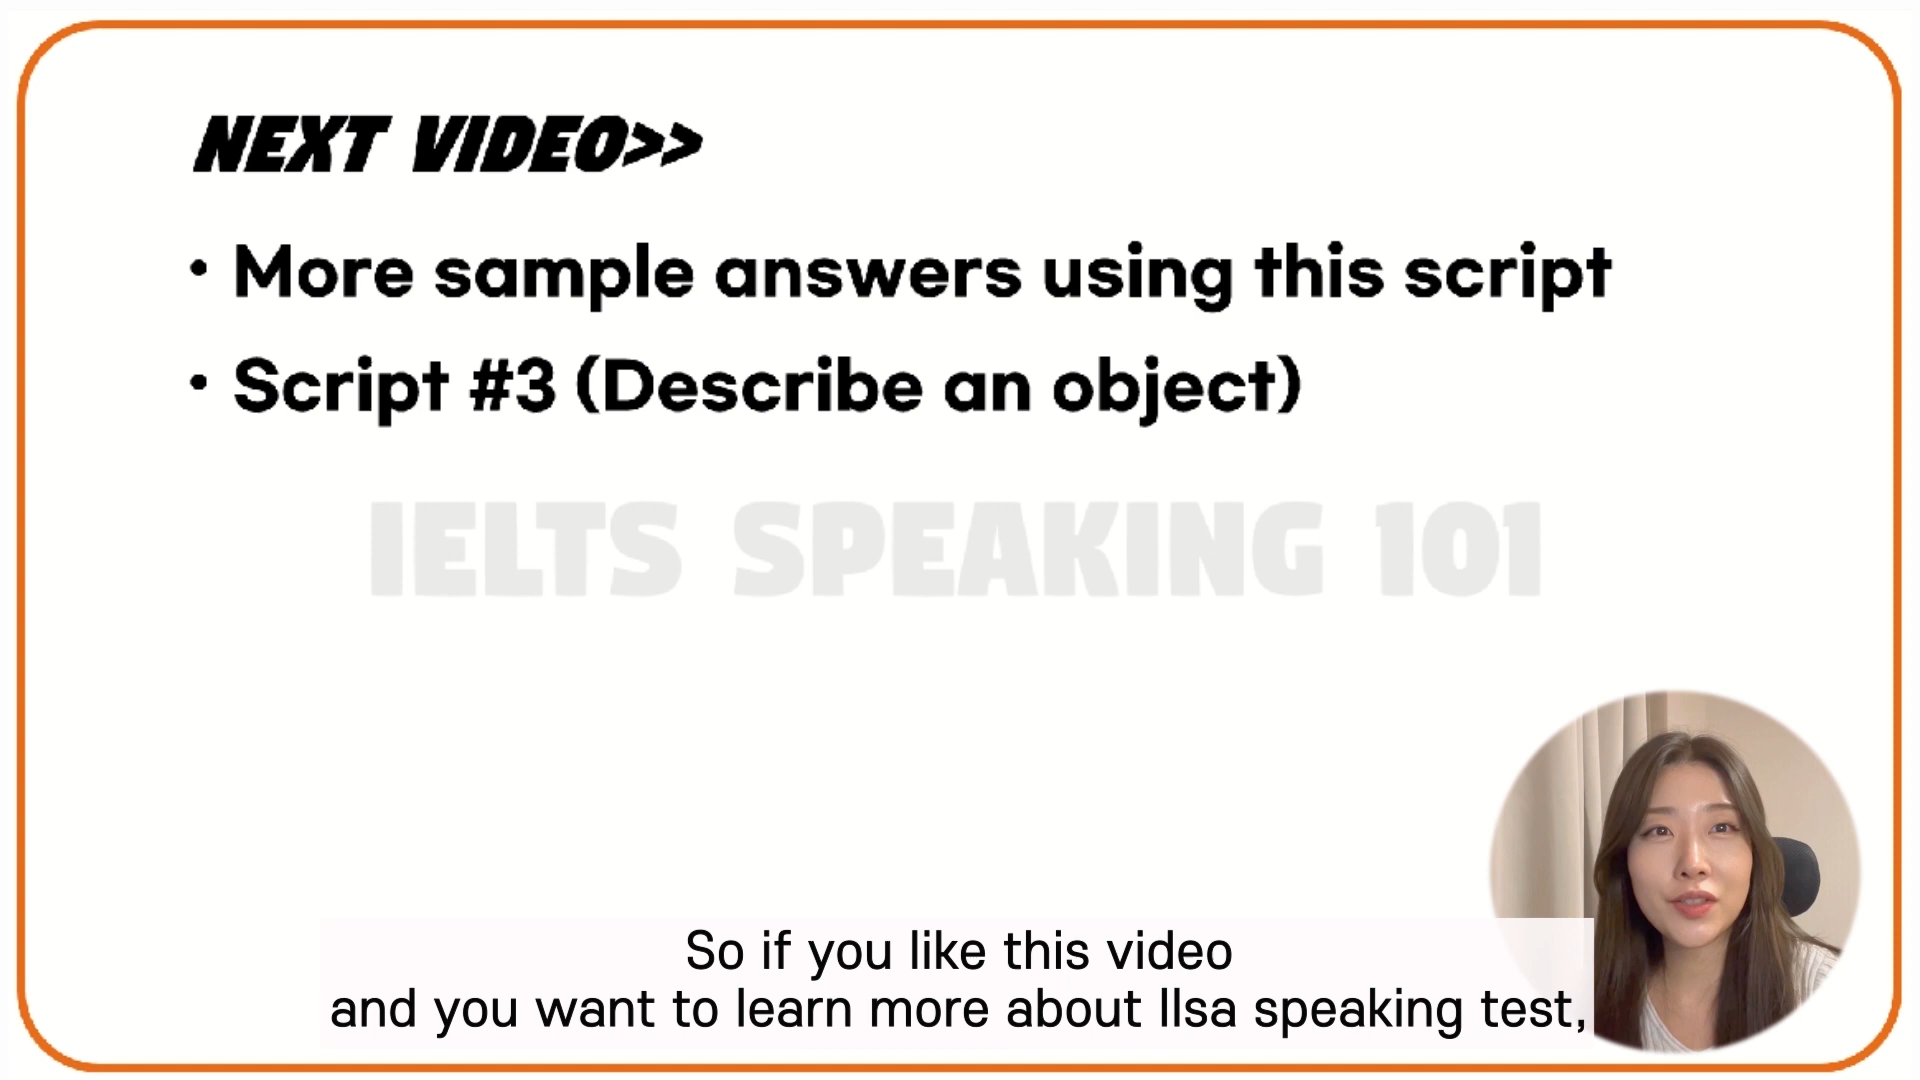 NEXT VIDEO>>
• More sample answers using this script
• Script #3 (Describe an object)
IELTS SPEAKING 101
So if you like this video
and you want to learn more about Ilsa speaking test,